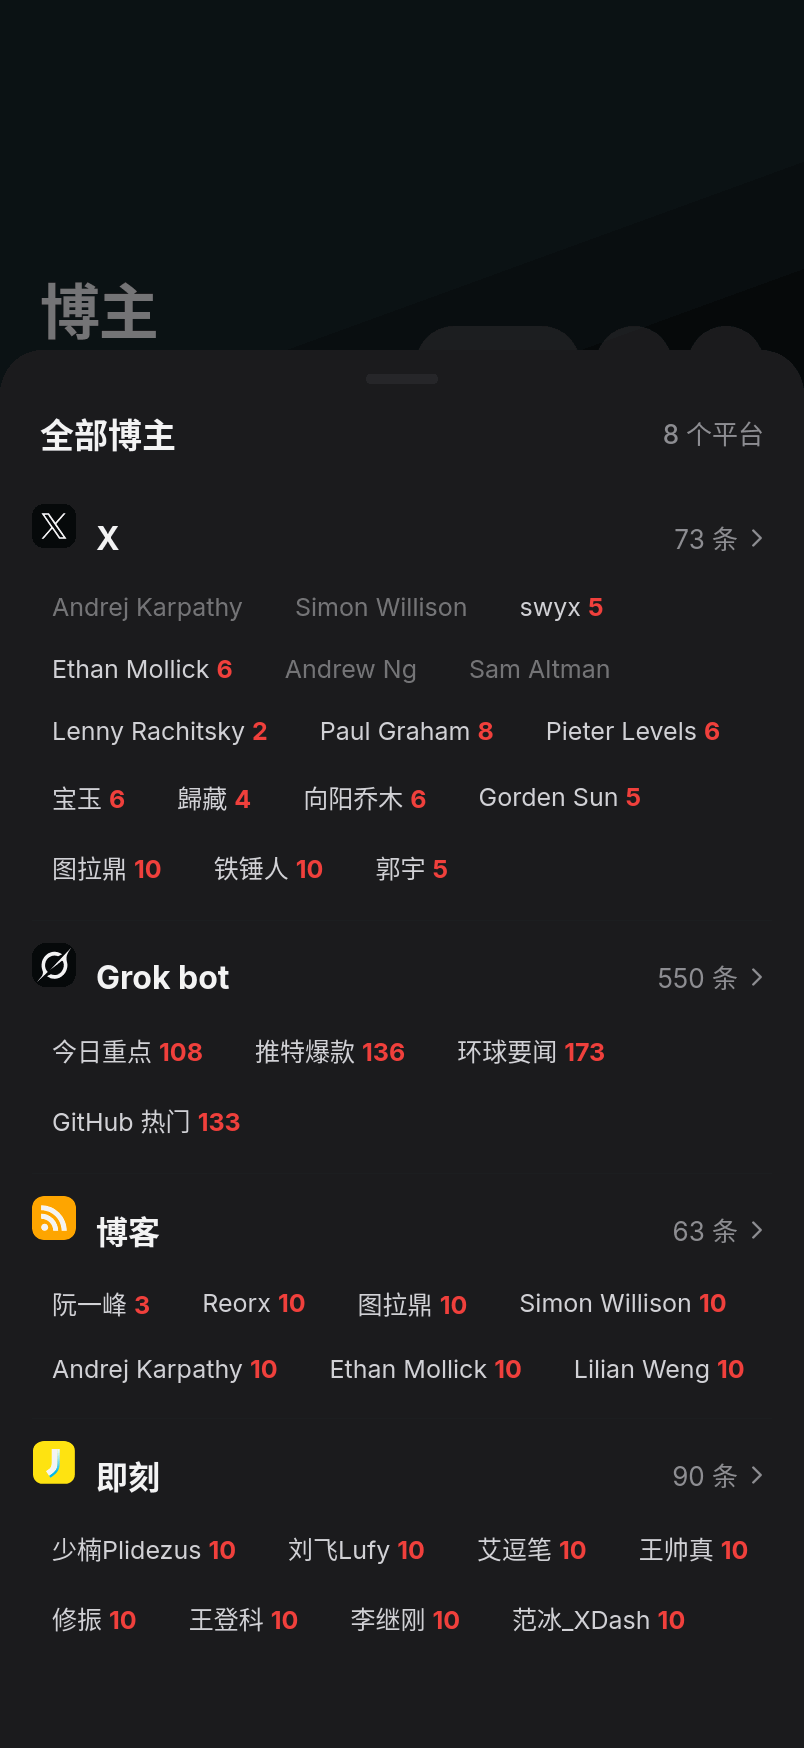 博主
全部博主 8 个平台
X 73 条
Andrej Karpathy Simon Willison swyx 5
Ethan Mollick 6 Andrew Ng Sam Altman
Lenny Rachitsky 2 Paul Graham 8 Pieter Levels 6
宝玉 6 歸藏 4 向阳乔木 6 Gorden Sun 5
图拉鼎 10 铁锤人 10 郭宇 5
Grok bot 550 条
今日重点 108 推特爆款 136 环球要闻 173
GitHub 热门 133
博客 63 条
阮一峰 3 Reorx 10 图拉鼎 10 Simon Willison 10
Andrej Karpathy 10 Ethan Mollick 10 Lilian Weng 10
即刻 90 条
少楠Plidezus 10 刘飞Lufy 10 艾逗笔 10 王帅真 10
修振 10 王登科 10 李继刚 10 范冰_XDash 10